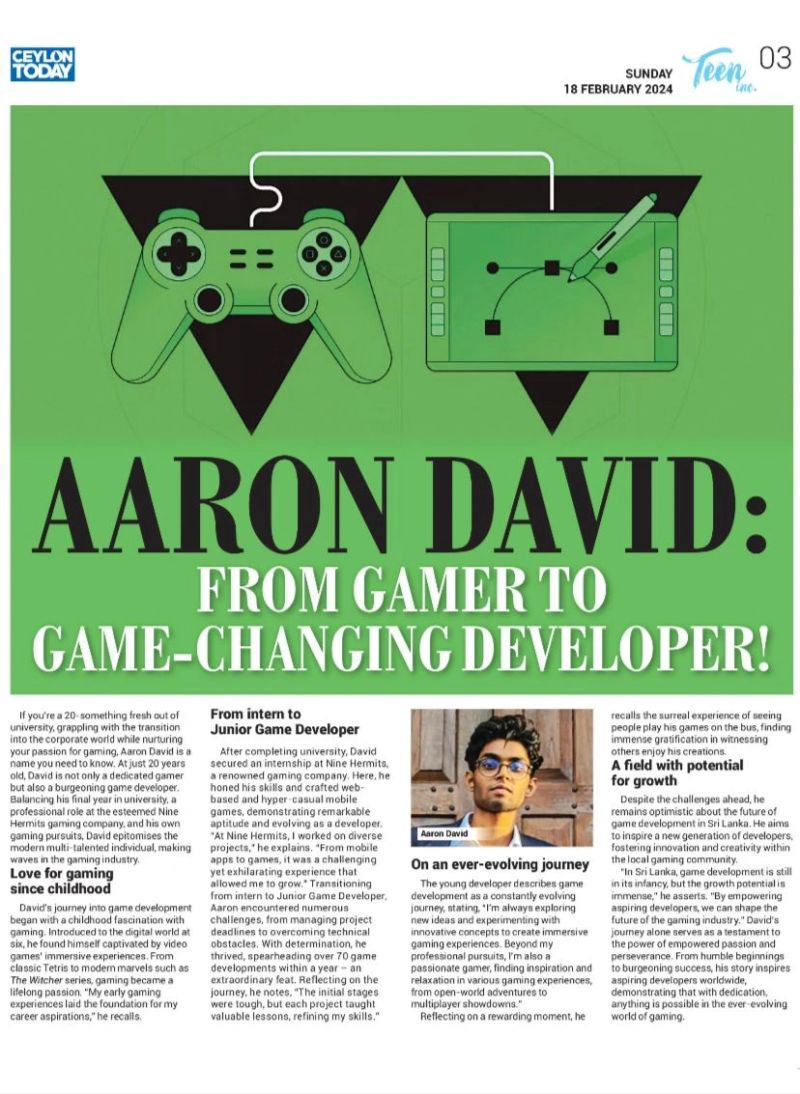 CEYLON
TODAY
SUNDAY
18 FEBRUARY 2024
Teen
inc.
03
AARON DAVID:
FROM GAMER TO
GAME-CHANGING DEVELOPER!
If you're a 20-something fresh out of
university, grappling with the transition
into the corporate world while nurturing
your passion for gaming, Aaron David is a
name you need to know. At just 20 years
old, David is not only a dedicated gamer
but also a burgeoning game developer.
Balancing his final year in university, a
professional role at the esteemed Nine
Hermits gaming company, and his own
gaming pursuits, David epitomises the
modern multi-talented individual, making
waves in the gaming industry.
Love for gaming
since childhood
David's journey into game development
began with a childhood fascination with
gaming. Introduced to the digital world at
six, he found himself captivated by video
games' immersive experiences. From
classic Tetris to modern marvels such as
The Witcher series, gaming became a
lifelong passion. "My early gaming
experiences laid the foundation for my
career aspirations," he recalls.
From intern to
Junior Game Developer
After completing university, David
secured an internship at Nine Hermits,
a renowned gaming company. Here, he
honed his skills and crafted web-
based and hyper-casual mobile
games, demonstrating remarkable
aptitude and evolving as a developer.
"At Nine Hermits, I worked on diverse
projects," he explains. "From mobile
apps to games, it was a challenging
yet exhilarating experience that
allowed me to grow." Transitioning
from intern to Junior Game Developer,
Aaron encountered numerous
challenges, from managing project
deadlines to overcoming technical
obstacles. With determination, he
thrived, spearheading over 70 game
developments within a year – an
extraordinary feat. Reflecting on the
journey, he notes, "The initial stages
were tough, but each project taught
valuable lessons, refining my skills."
Aaron David
On an ever-evolving journey
The young developer describes game
development as a constantly evolving
journey, stating, "I'm always exploring
new ideas and experimenting with
innovative concepts to create immersive
gaming experiences. Beyond my
professional pursuits, I'm also a
passionate gamer, finding inspiration and
relaxation in various gaming experiences,
from open-world adventures to
multiplayer showdowns."
Reflecting on a rewarding moment, he
recalls the surreal experience of seeing
people play his games on the bus, finding
immense gratification in witnessing
others enjoy his creations.
A field with potential
for growth
Despite the challenges ahead, he
remains optimistic about the future of
game development in Sri Lanka. He aims
to inspire a new generation of developers,
fostering innovation and creativity within
the local gaming community.
"In Sri Lanka, game development is still
in its infancy, but the growth potential is
immense," he asserts. "By empowering
aspiring developers, we can shape the
future of the gaming industry." David's
journey alone serves as a testament to
the power of empowered passion and
perseverance. From humble beginnings
to burgeoning success, his story inspires
aspiring developers worldwide,
demonstrating that with dedication,
anything is possible in the ever-evolving
world of gaming.